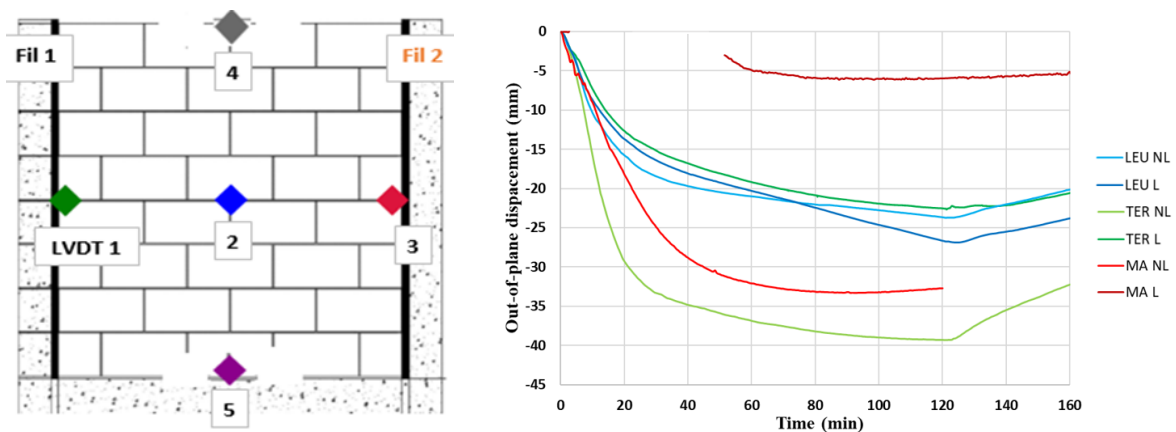 Fil 1
Fil 2
4
LVDT 1
2
3
5
Out-of-plane dispacement (mm)
0
-5
-10
-15
-20
-25
-30
-35
-40
-45
0 20 40 60 80 100 120 140 160
Time (min)
LEU NL
LEU L
TER NL
TER L
MA NL
MA L